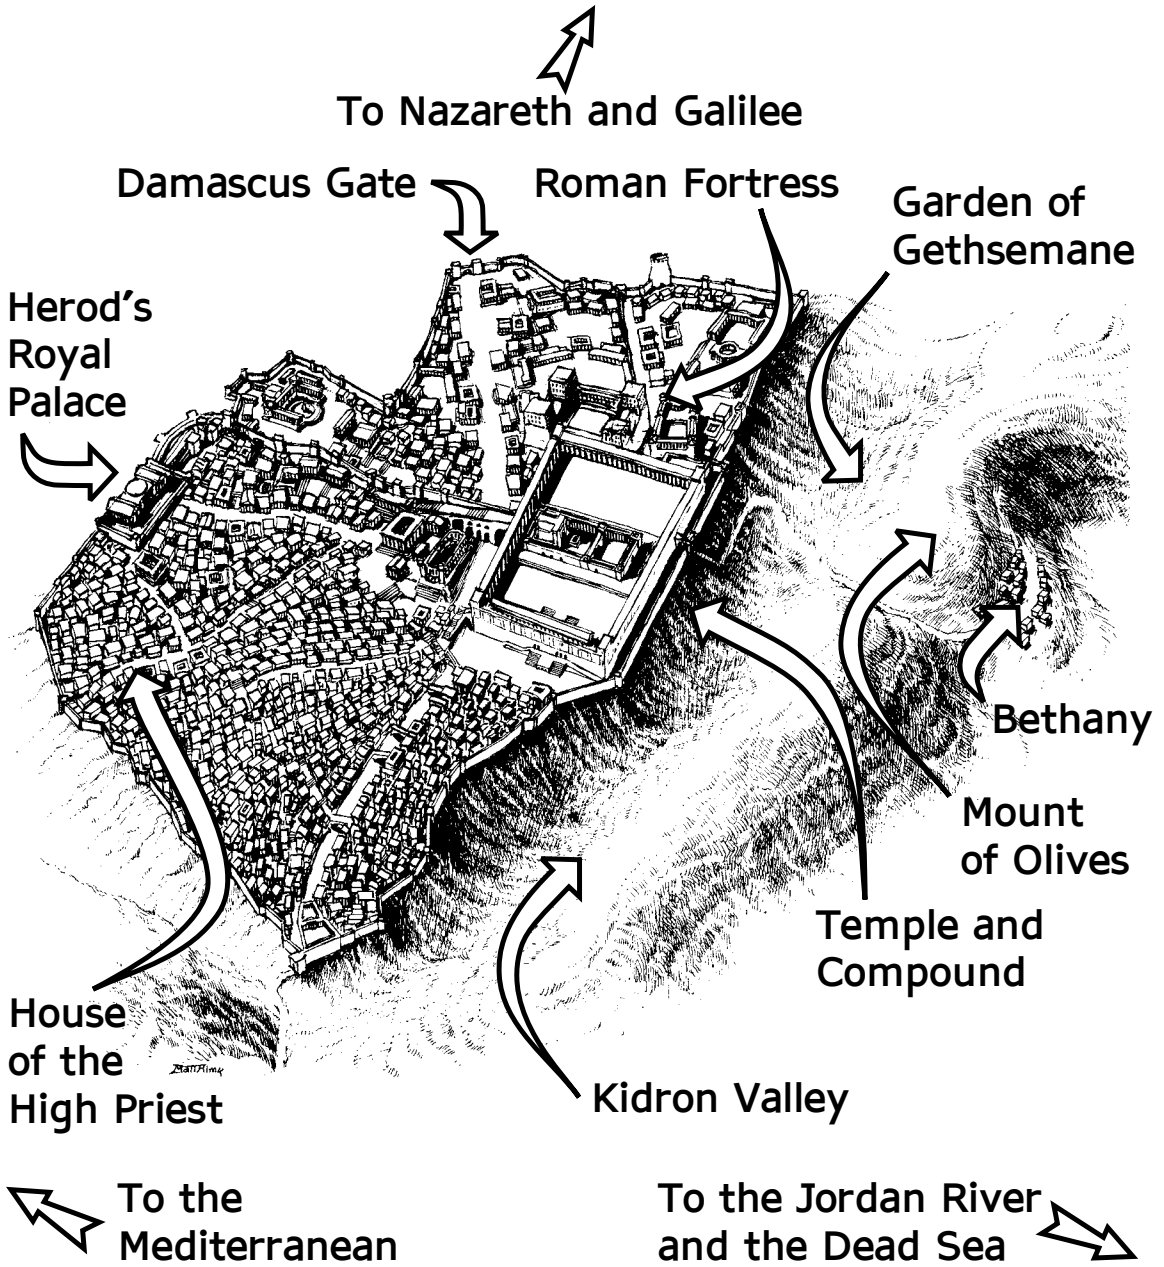 To Nazareth and Galilee
Damascus Gate
Roman Fortress
Garden of
Gethsemane
Herod's
Royal
Palace
Bethany
Mount
of Olives
Temple and
Compound
House
of the
High Priest
Kidron Valley
To the
Mediterranean
To the Jordan River
and the Dead Sea